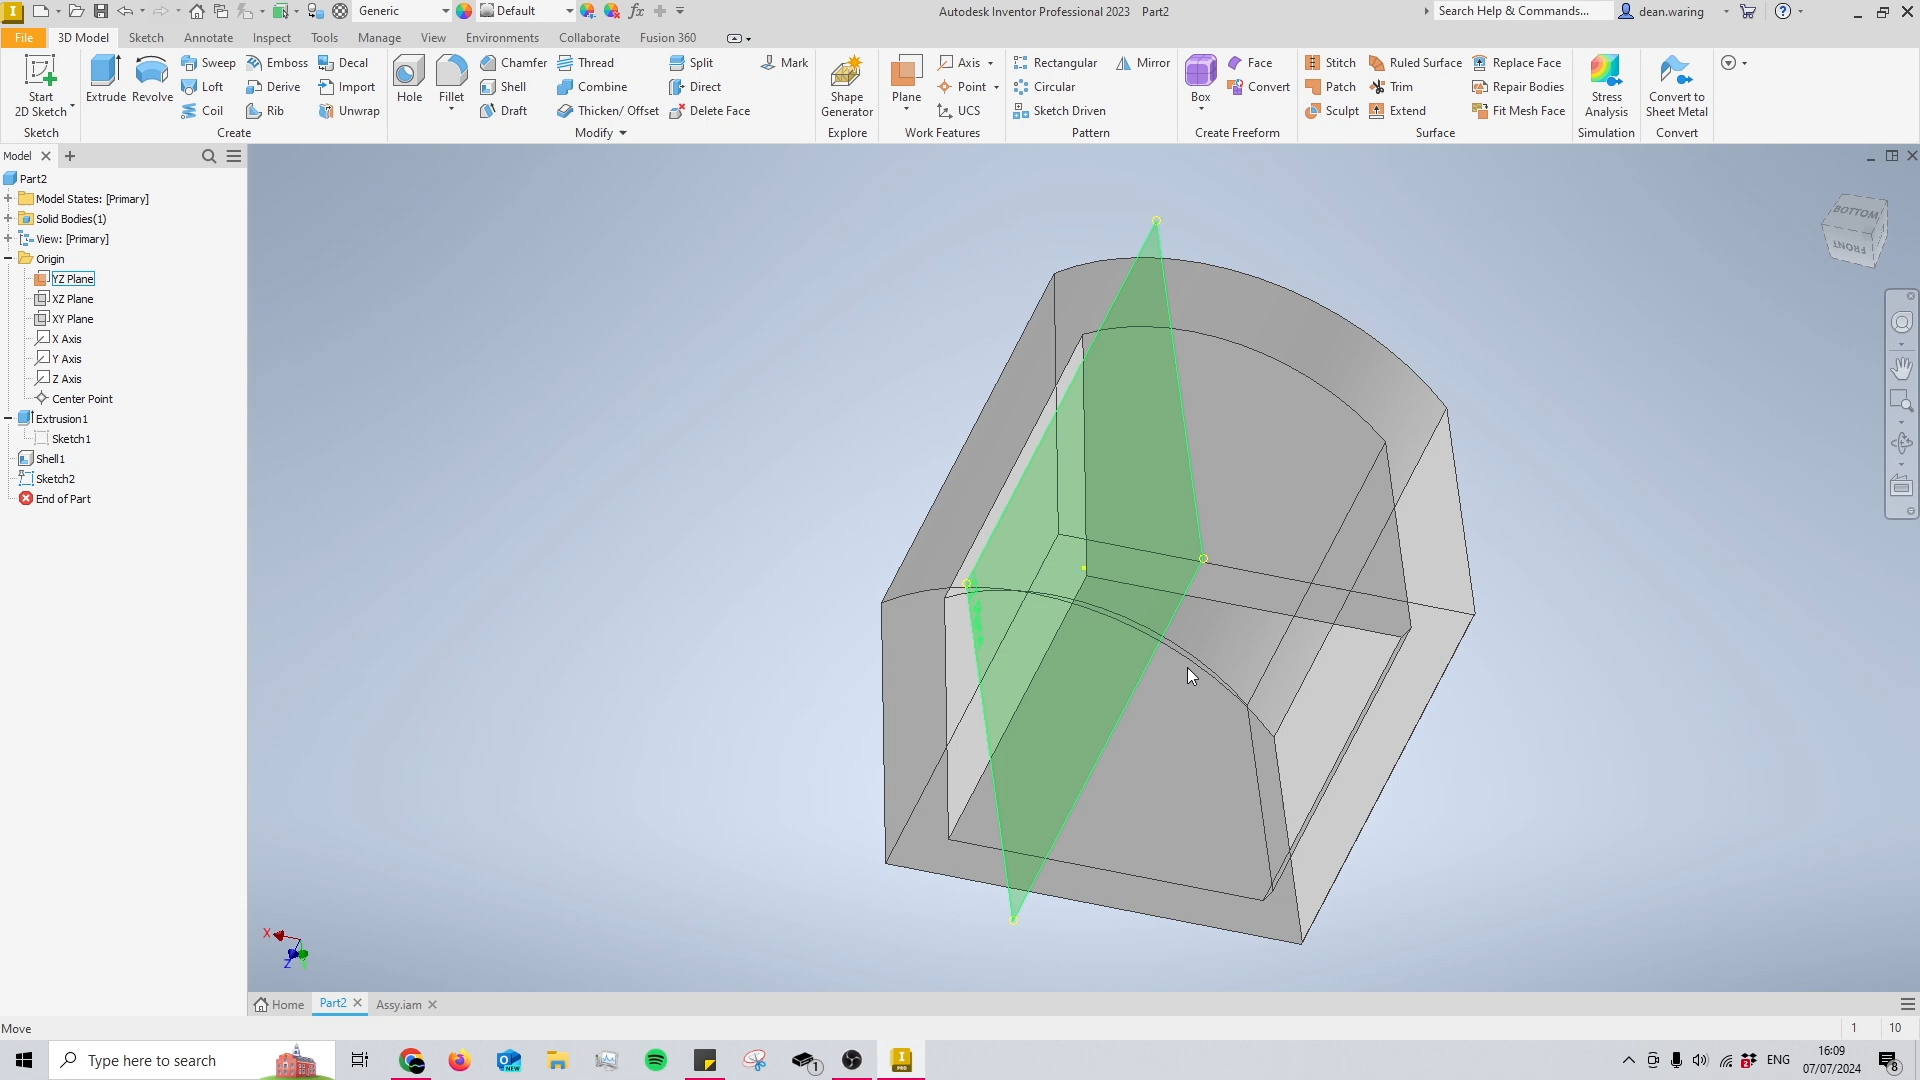 Generic
Default
fx
Autodesk Inventor Professional 2023 Part2
Search Help & Commands...
dean.waring
File
3D Model
Sketch
Annotate
Inspect
Tools
Manage
View
Environments
Collaborate
Fusion 360
Start
2D Sketch
Sketch
Extrude
Revolve
Sweep
Loft
Coil
Emboss
Derive
Rib
Decal
Import
Unwrap
Create
Hole
Fillet
Chamfer
Shell
Draft
Thread
Combine
Thicken/ Offset
Split
Direct
Delete Face
Mark
Modify
Shape
Generator
Explore
Plane
Axis
Point
UCS
Work Features
Rectangular
Circular
Sketch Driven
Mirror
Pattern
Box
Face
Convert
Create Freeform
Stitch
Patch
Sculpt
Ruled Surface
Trim
Extend
Replace Face
Repair Bodies
Fit Mesh Face
Surface
Stress
Analysis
Simulation
Convert to
Sheet Metal
Convert
Model
Part2
Model States: [Primary]
Solid Bodies(1)
View: [Primary]
Origin
YZ Plane
XZ Plane
XY Plane
X Axis
Y Axis
Z Axis
Center Point
Extrusion1
Sketch1
Shell1
Sketch2
End of Part
BOTTOM
FRONT
X
Z
Home
Part2
Assy.iam
Move
1
10
Type here to search
ENG
16:09
07/07/2024
8